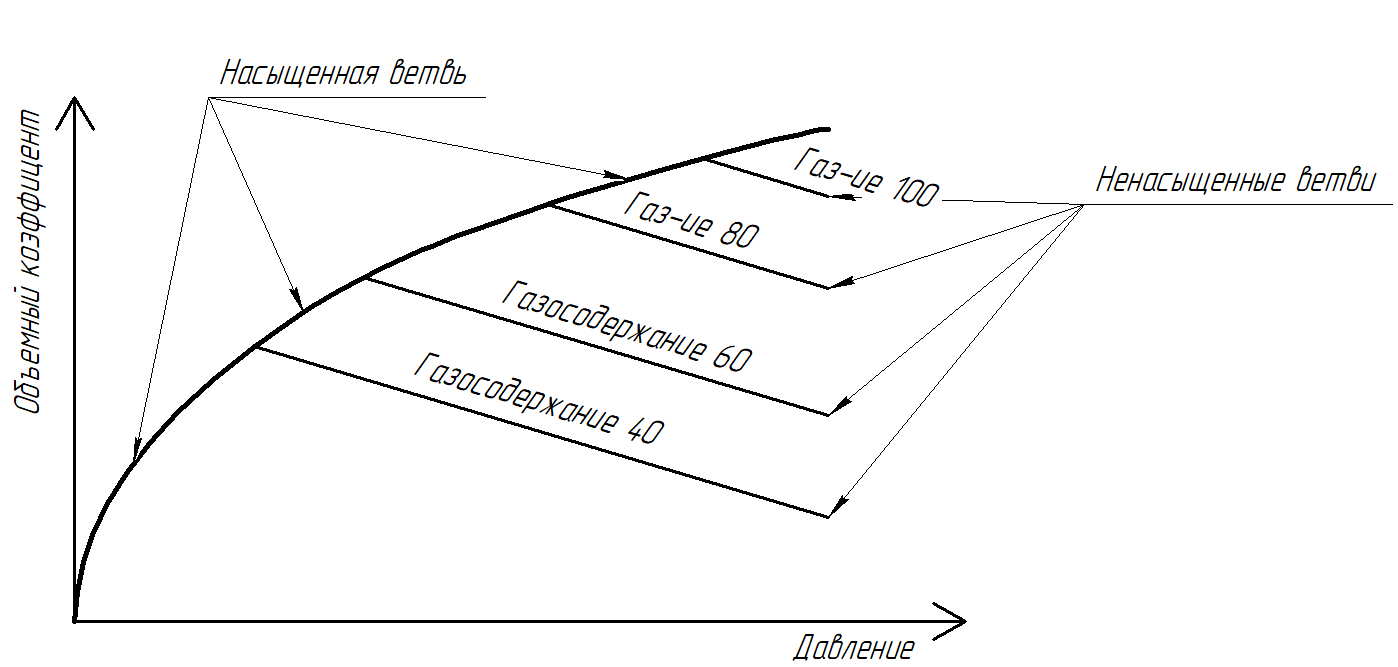 Насыщенная ветвь
Объемный коэффицент
Газ-ие 100
Ненасыщенные ветви
Газ-ие 80
Газосодержание 60
Газосодержание 40
Давление